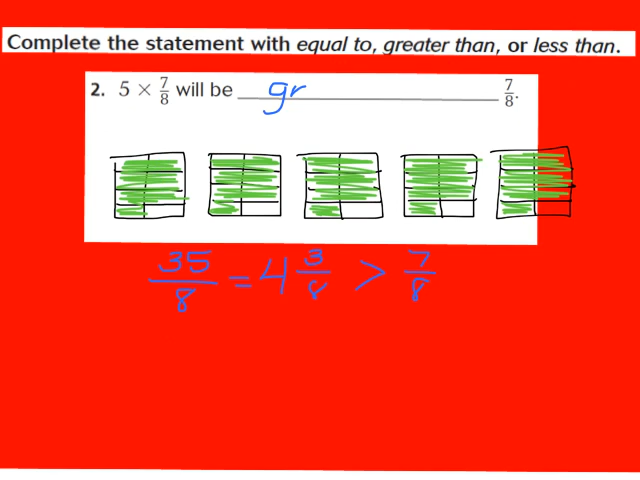 Complete the statement with equal to, greater than, or less than.
2. 5 × 7/8 will be gr 7/8.
35/8 = 4 3/8 > 7/8